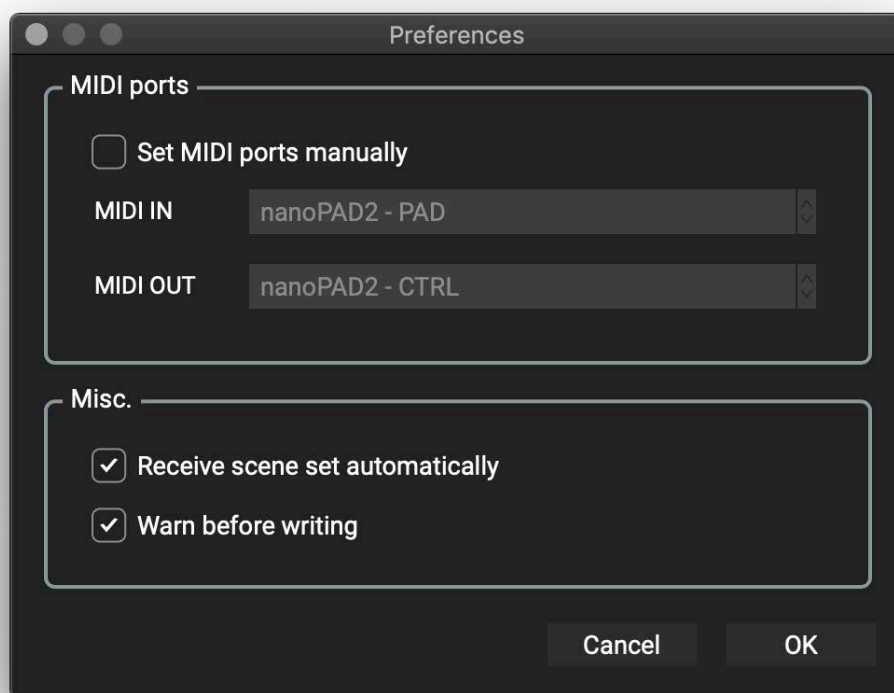 Preferences
MIDI ports
Set MIDI ports manually
MIDI IN
nanoPAD2 - PAD
MIDI OUT
nanoPAD2 - CTRL
Misc.
Receive scene set automatically
Warn before writing
Cancel
OK